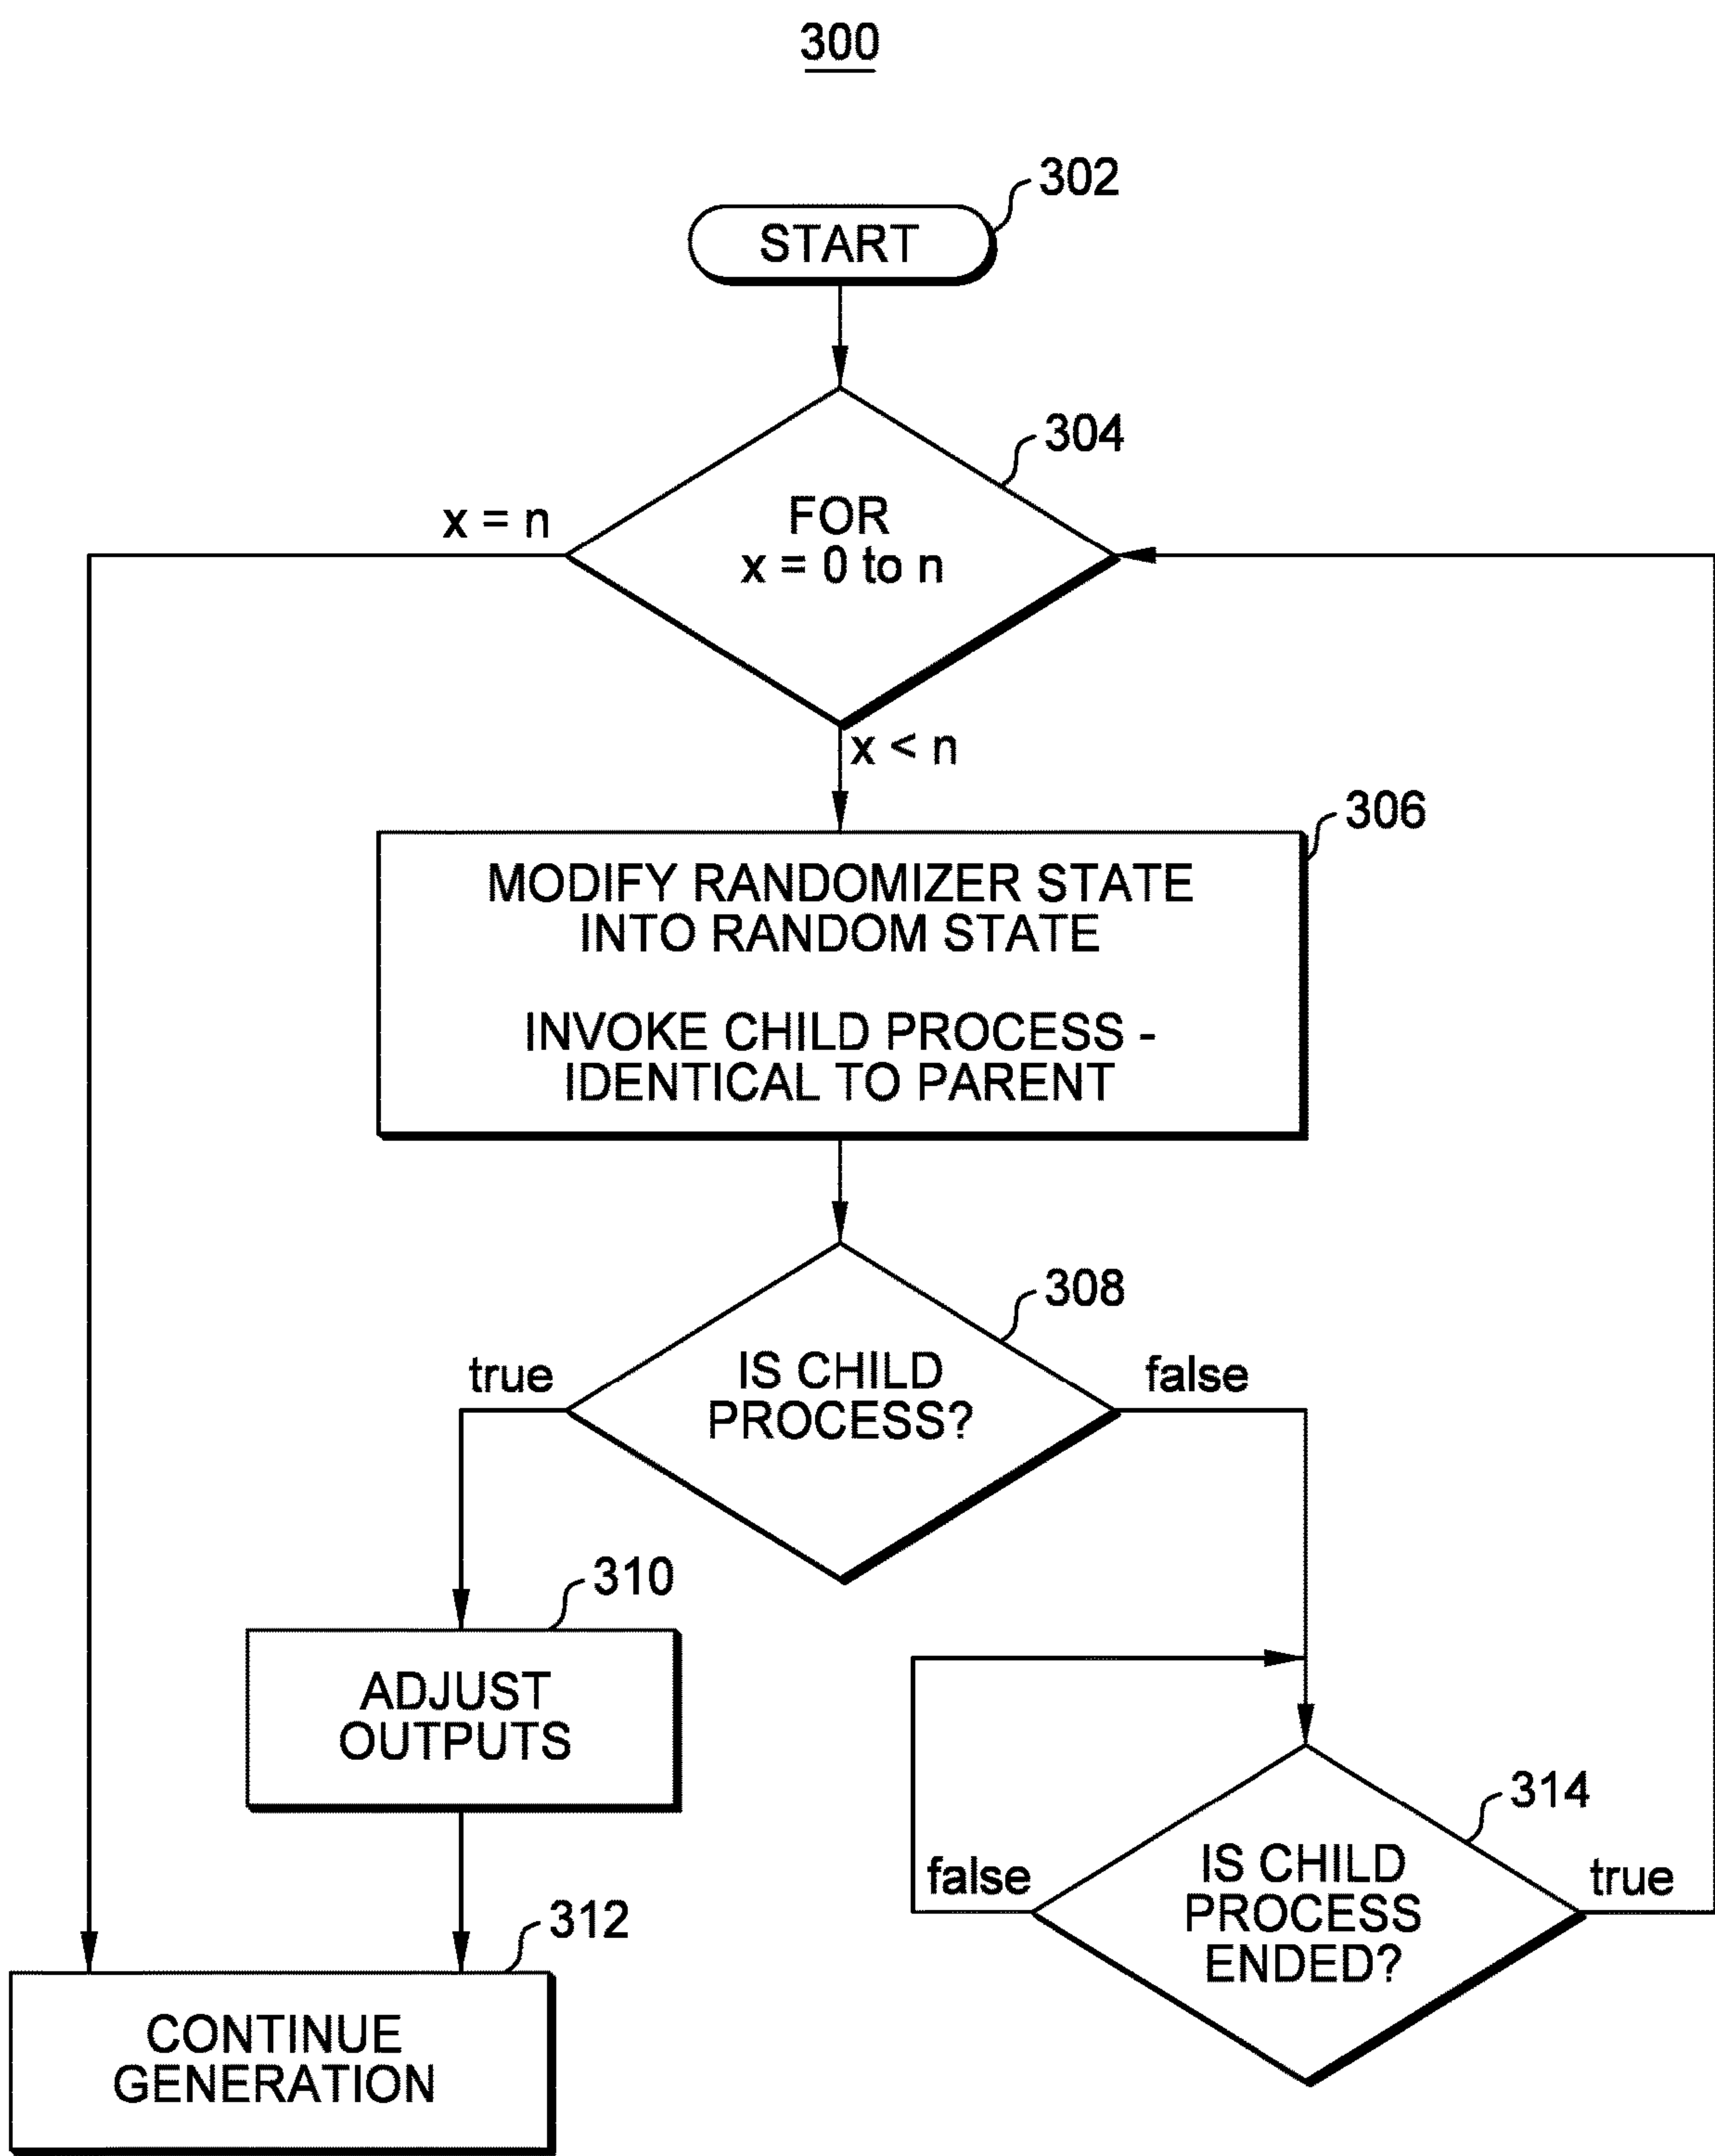 300
302
START
304
x = n
FOR
x = 0 to n
x < n
306
MODIFY RANDOMIZER STATE
INTO RANDOM STATE
INVOKE CHILD PROCESS -
IDENTICAL TO PARENT
308
true
IS CHILD
PROCESS?
false
310
ADJUST
OUTPUTS
314
false
IS CHILD
PROCESS
ENDED?
true
312
CONTINUE
GENERATION